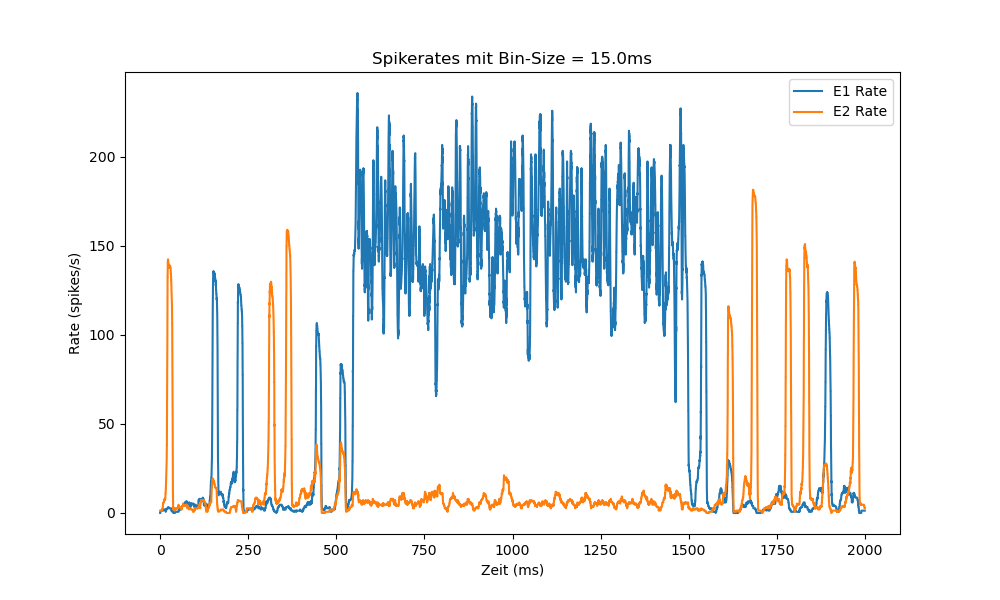 Spikerates mit Bin-Size = 15.0ms
E1 Rate
E2 Rate
Rate (spikes/s)
200
150
100
50
0
0 250 500 750 1000 1250 1500 1750 2000
Zeit (ms)